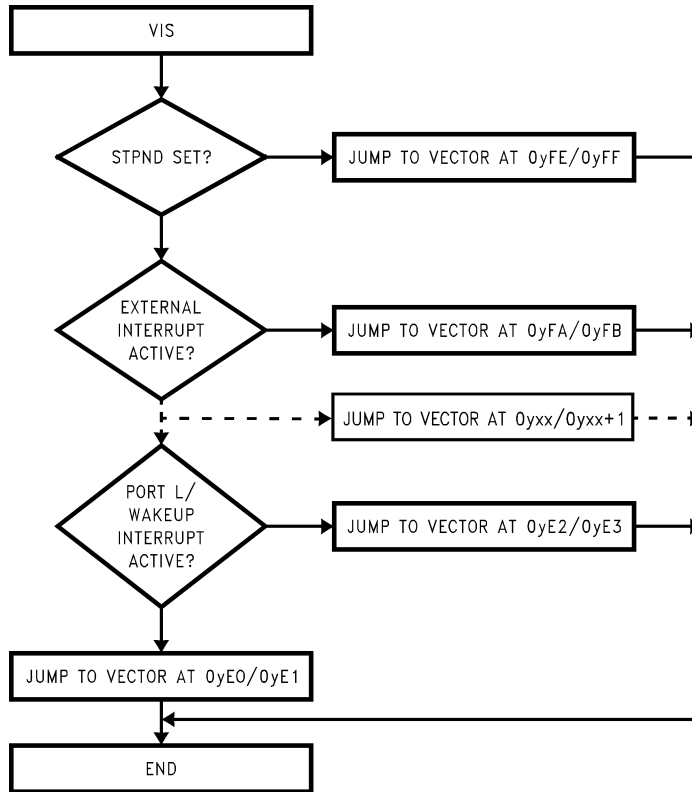 VIS
STPND SET?
JUMP TO VECTOR AT 0yFE/0yFF
EXTERNAL
INTERRUPT
ACTIVE?
JUMP TO VECTOR AT 0yFA/0yFB
JUMP TO VECTOR AT 0yxx/0yxx+1
PORT L/
WAKEUP
INTERRUPT
ACTIVE?
JUMP TO VECTOR AT 0yE2/0yE3
JUMP TO VECTOR AT 0yE0/0yE1
END